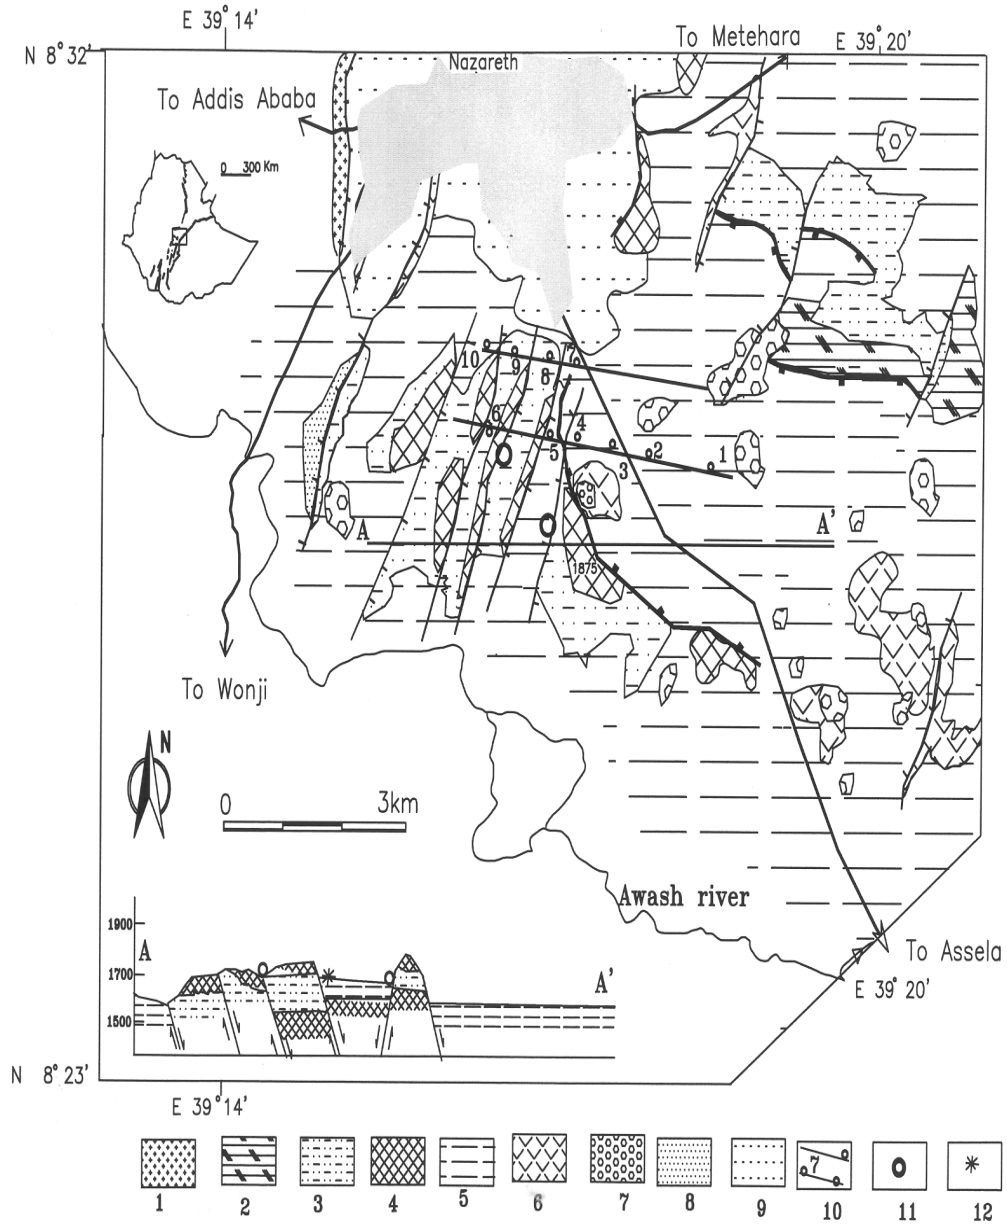 E 39°14'
To Metehara E 39°20'
N 8°32'
Nazareth
To Addis Ababa
0 300 Km
10 9 8 7
6 5 4
3 2 1
A A'
1875
To Wonji
N
0 3km
Awash river
To Assela
E 39° 20'
1900
A
1700
A'
1500
N 8°23'
E 39°14'
7
1 2 3 4 5 6 7 8 9 10 11 12